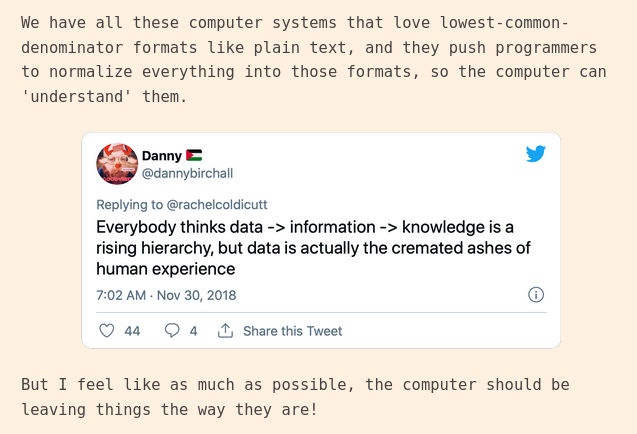 We have all these computer systems that love lowest-common-
denominator formats like plain text, and they push programmers
to normalize everything into those formats, so the computer can
'understand' them.
Danny 🇵🇸
@dannybirchall
Replying to @rachelcoldicutt
Everybody thinks data -> information -> knowledge is a
rising hierarchy, but data is actually the cremated ashes of
human experience
7:02 AM · Nov 30, 2018
44 4 Share this Tweet
But I feel like as much as possible, the computer should be
leaving things the way they are!